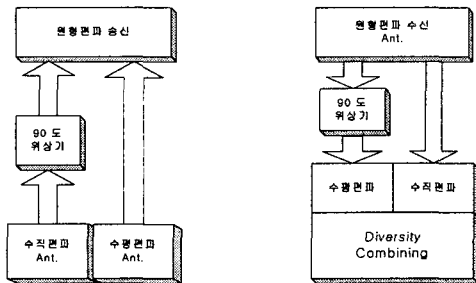 원형편파 송신
90 도
위상기
수직편파
Ant.
수평편파
Ant.
원형편파 수신
Ant.
90 도
위상기
수평편파
수직편파
Diversity
Combining